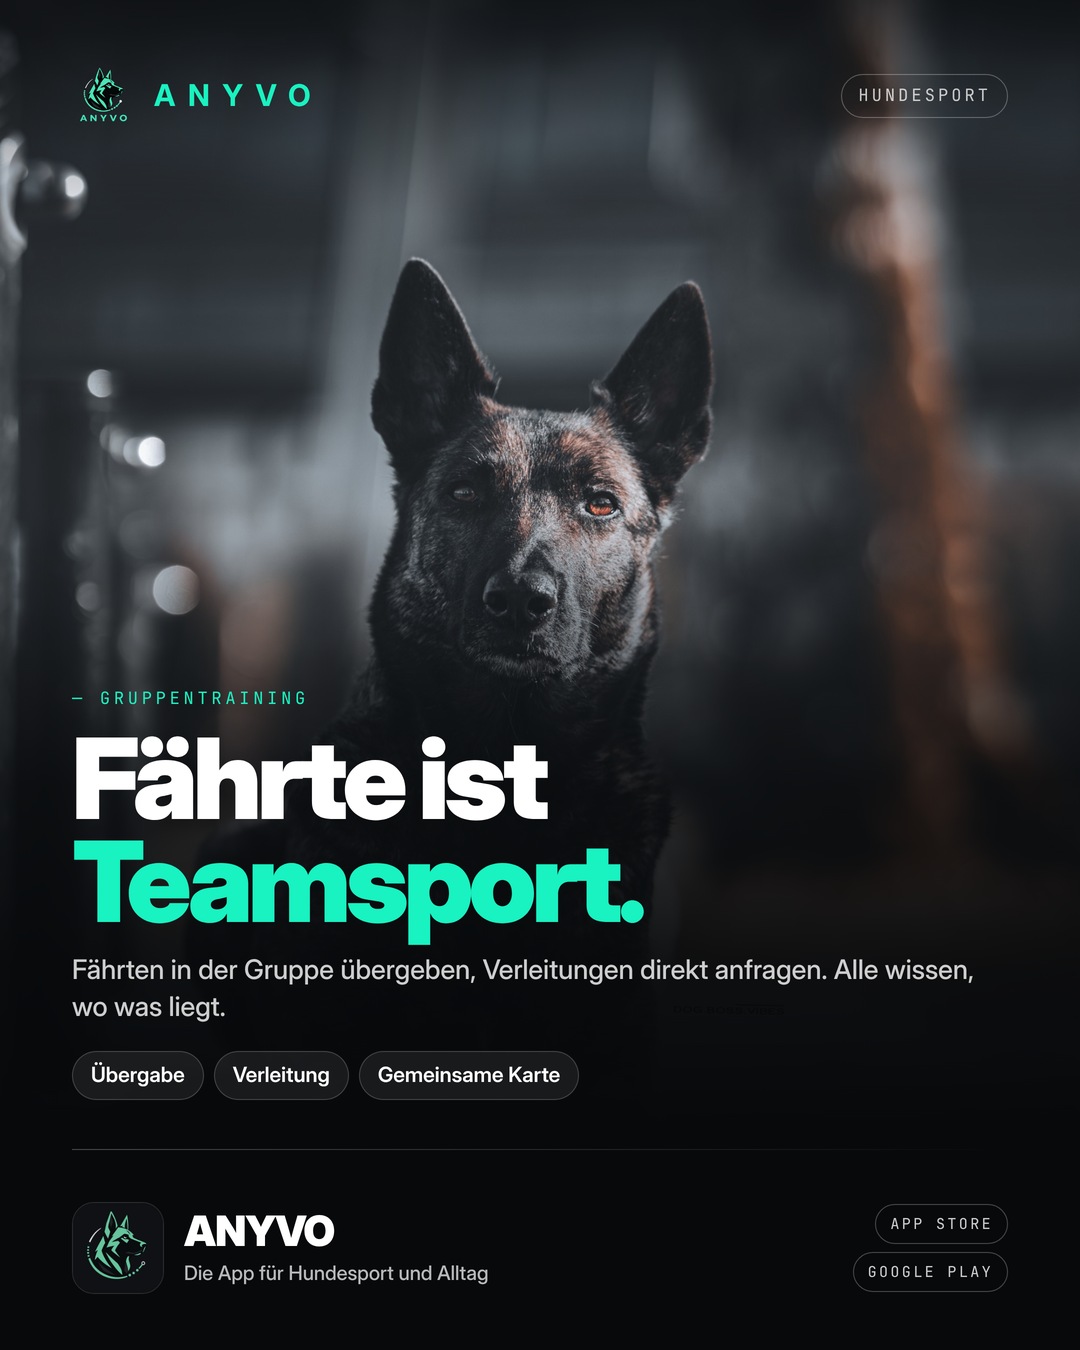 ANYVO
ANYVO
HUNDESPORT
— GRUPPENTRAINING
Fährte ist
Teamsport.
Fährten in der Gruppe übergeben, Verleitungen direkt anfragen. Alle wissen,
wo was liegt.
Übergabe
Verleitung
Gemeinsame Karte
ANYVO
Die App für Hundesport und Alltag
APP STORE
GOOGLE PLAY